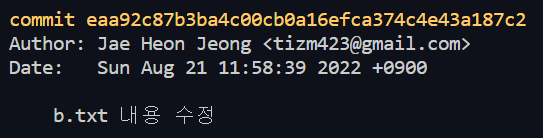 commit eaa92c87b3ba4c00cb0a16efca374c4e43a187c2
Author: Jae Heon Jeong <tizm423@gmail.com>
Date:   Sun Aug 21 11:58:39 2022 +0900
b.txt 내용 수정